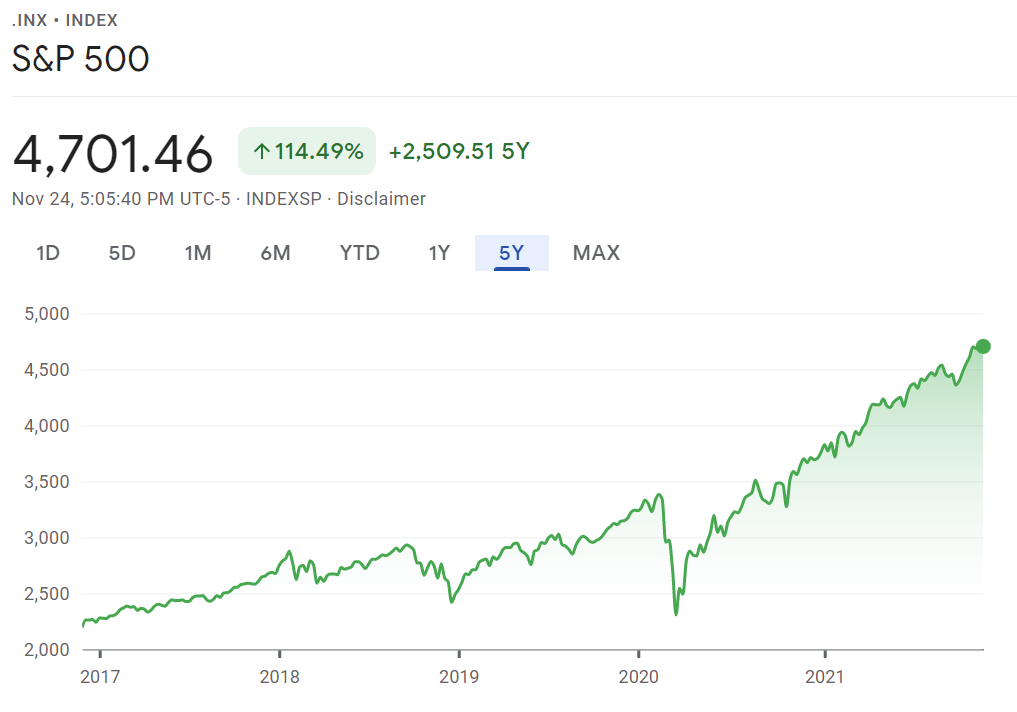 .INX • INDEX
S&P 500
4,701.46 ↑114.49% +2,509.51 5Y
Nov 24, 5:05:40 PM UTC-5 · INDEXSP · Disclaimer
1D 5D 1M 6M YTD 1Y 5Y MAX
5,000
4,500
4,000
3,500
3,000
2,500
2,000
2017 2018 2019 2020 2021